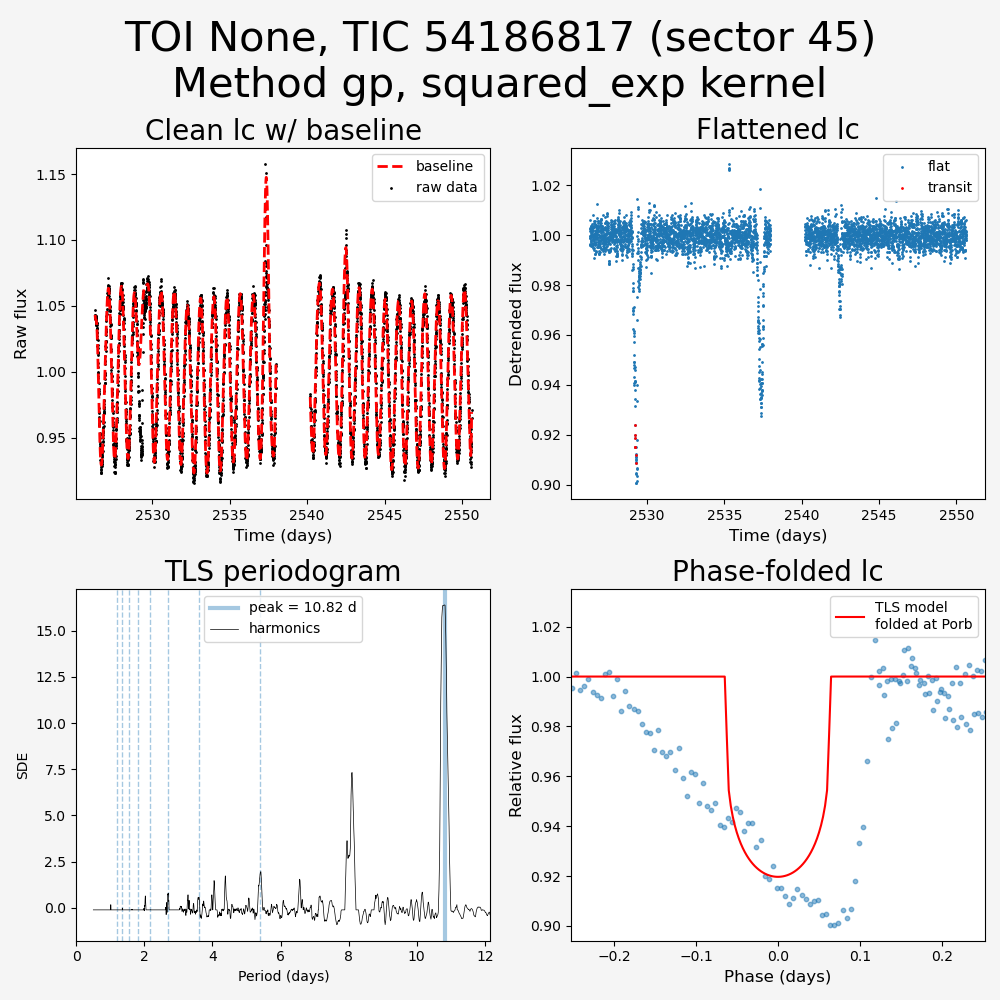 TOI None, TIC 54186817 (sector 45)
Method gp, squared_exp kernel
Clean lc w/ baseline
baseline
raw data
Raw flux
1.15
1.10
1.05
1.00
0.95
2530
2535
2540
2545
2550
Time (days)
Flattened lc
flat
transit
Detrended flux
1.02
1.00
0.98
0.96
0.94
0.92
0.90
2530
2535
2540
2545
2550
Time (days)
TLS periodogram
peak = 10.82 d
harmonics
SDE
15.0
12.5
10.0
7.5
5.0
2.5
0.0
0
2
4
6
8
10
12
Period (days)
Phase-folded lc
TLS model
folded at Porb
Relative flux
1.02
1.00
0.98
0.96
0.94
0.92
0.90
−0.2
−0.1
0.0
0.1
0.2
Phase (days)